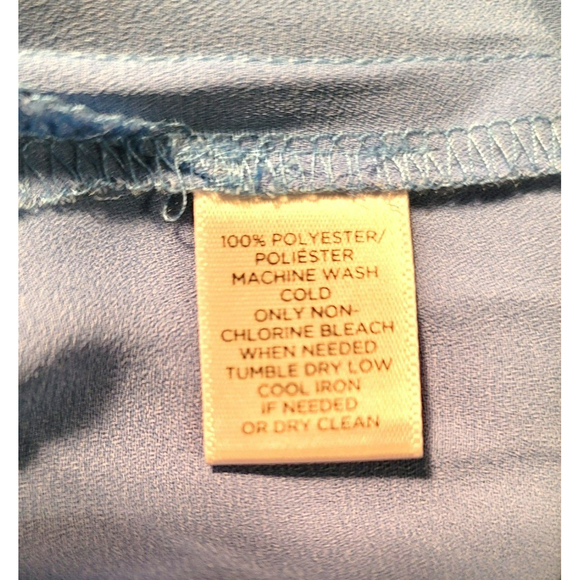 100% POLYESTER/
POLIÉSTER
MACHINE WASH
COLD
ONLY NON-
CHLORINE BLEACH
WHEN NEEDED
TUMBLE DRY LOW
COOL IRON
IF NEEDED
OR DRY CLEAN